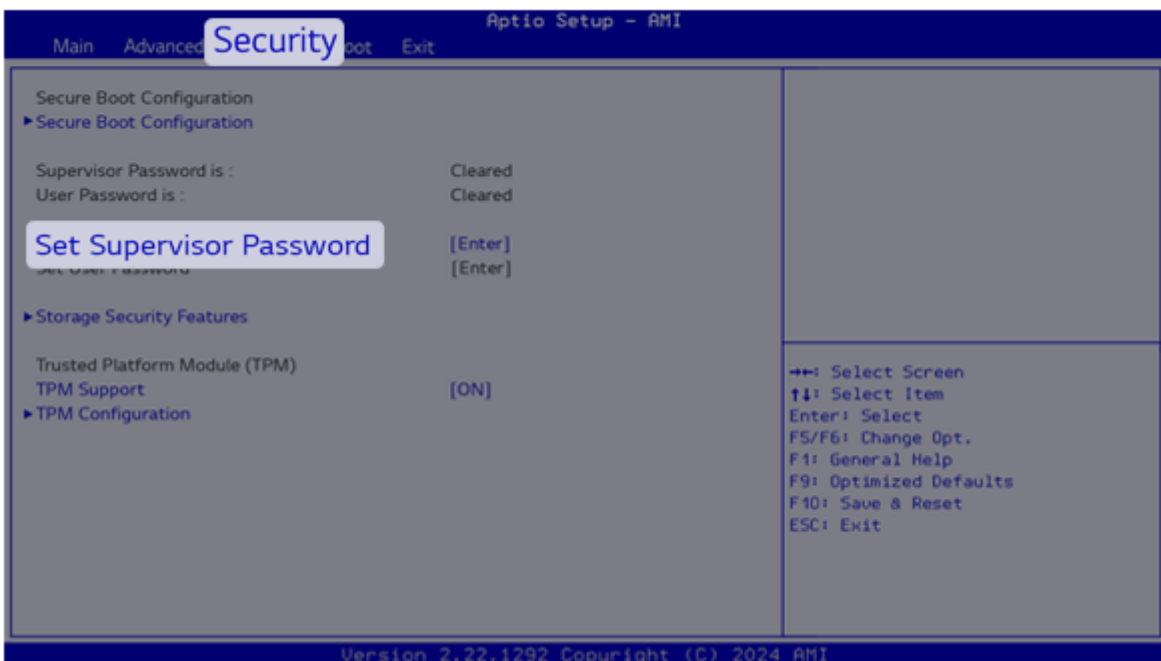 Aptio Setup - AMI
Main Advanced Security Exit
Secure Boot Configuration
▶Secure Boot Configuration
Supervisor Password is : Cleared
User Password is : Cleared
Set Supervisor Password [Enter]
Set User Password [Enter]
▶Storage Security Features
Trusted Platform Module (TPM)
TPM Support [ON]
▶TPM Configuration
→←: Select Screen
↑↓: Select Item
Enter: Select
F5/F6: Change Opt.
F1: General Help
F9: Optimized Defaults
F10: Save & Reset
ESC: Exit
Version 2.22.1292 Copyright (C) 2024 AMI